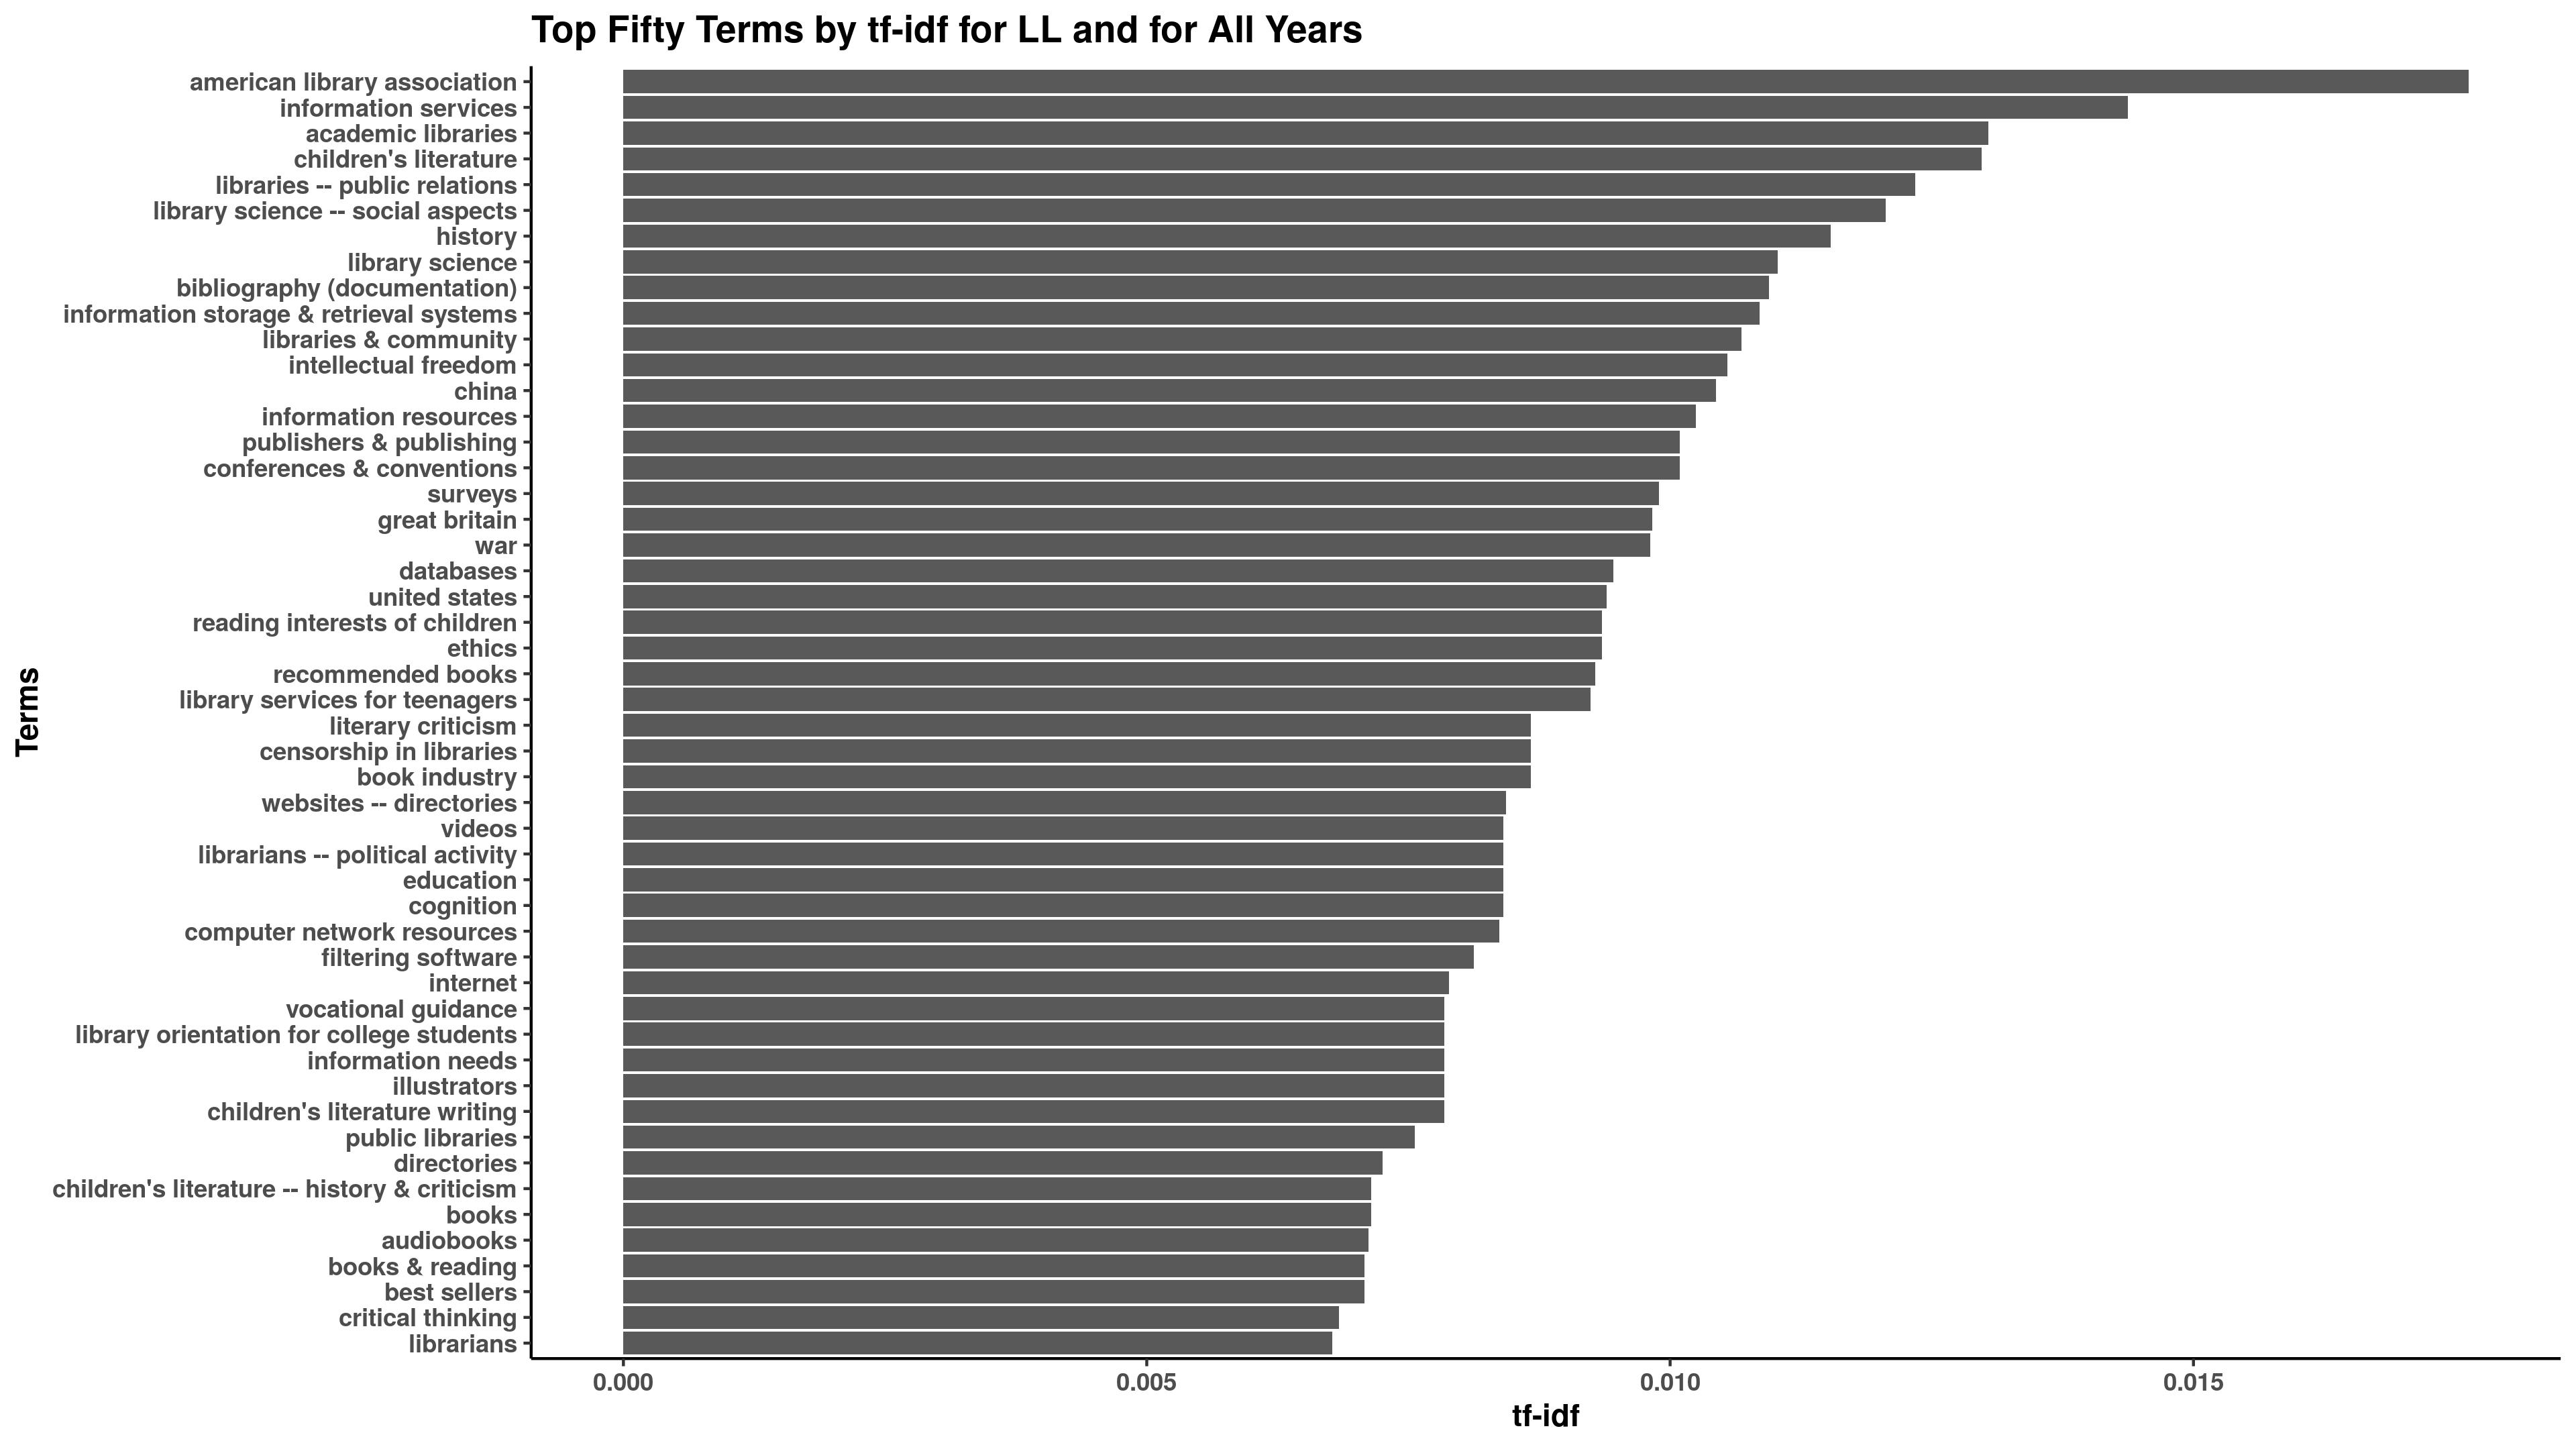 Top Fifty Terms by tf-idf for LL and for All Years
american library association
information services
academic libraries
children's literature
libraries -- public relations
library science -- social aspects
history
library science
bibliography (documentation)
information storage & retrieval systems
libraries & community
intellectual freedom
china
information resources
publishers & publishing
conferences & conventions
surveys
great britain
war
databases
united states
reading interests of children
ethics
recommended books
library services for teenagers
literary criticism
censorship in libraries
book industry
websites -- directories
videos
librarians -- political activity
education
cognition
computer network resources
filtering software
internet
vocational guidance
library orientation for college students
information needs
illustrators
children's literature writing
public libraries
directories
children's literature -- history & criticism
books
audiobooks
books & reading
best sellers
critical thinking
librarians
Terms
0.000 0.005 0.010 0.015
tf-idf